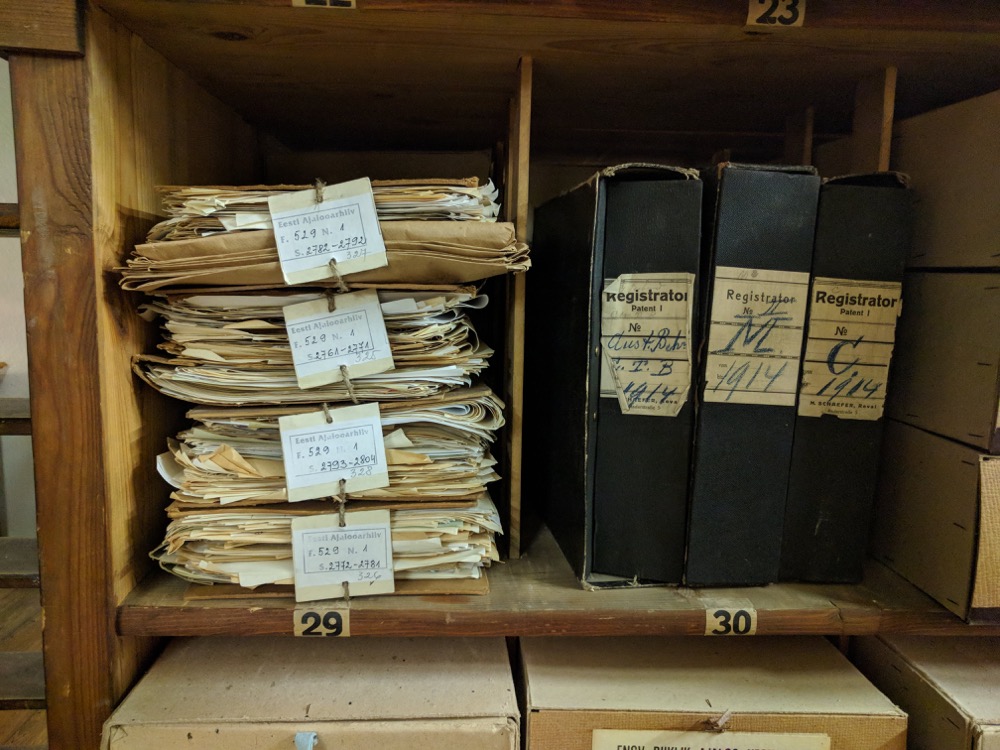 22
23
Eesti Ajalooarhiiv
F. 529 N. 1
S. 2782-2792
327
Eesti Ajalooarhiiv
F. 529 N. 1
S. 2761-2771
325
Eesti Ajalooarhiiv
F. 529 N. 1
S. 2793-2804
328
Eesti Ajalooarhiiv
F. 529 N. 1
S. 2772-2781
326
Registrator
Patent I
№
1914
Registrator
№
M
1914
Registrator
Patent I
№
C
1914
29
30